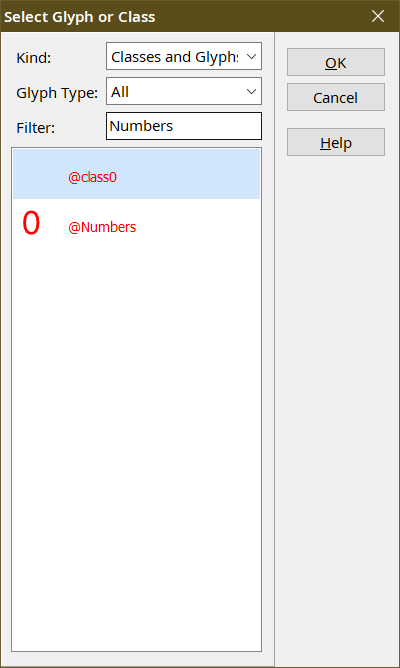 Select Glyph or Class
Kind:
Classes and Glyphs
OK
Glyph Type:
All
Cancel
Filter:
Numbers
Help
@class0
0
@Numbers